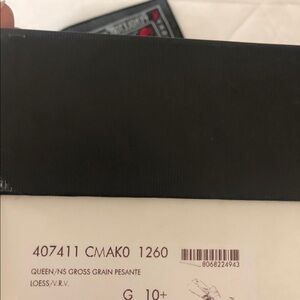 407411 CMAK0 1260
8068224943
QUEEN/NS GROSS GRAIN PESANTE
LOESS/V.R.V.
G 10+